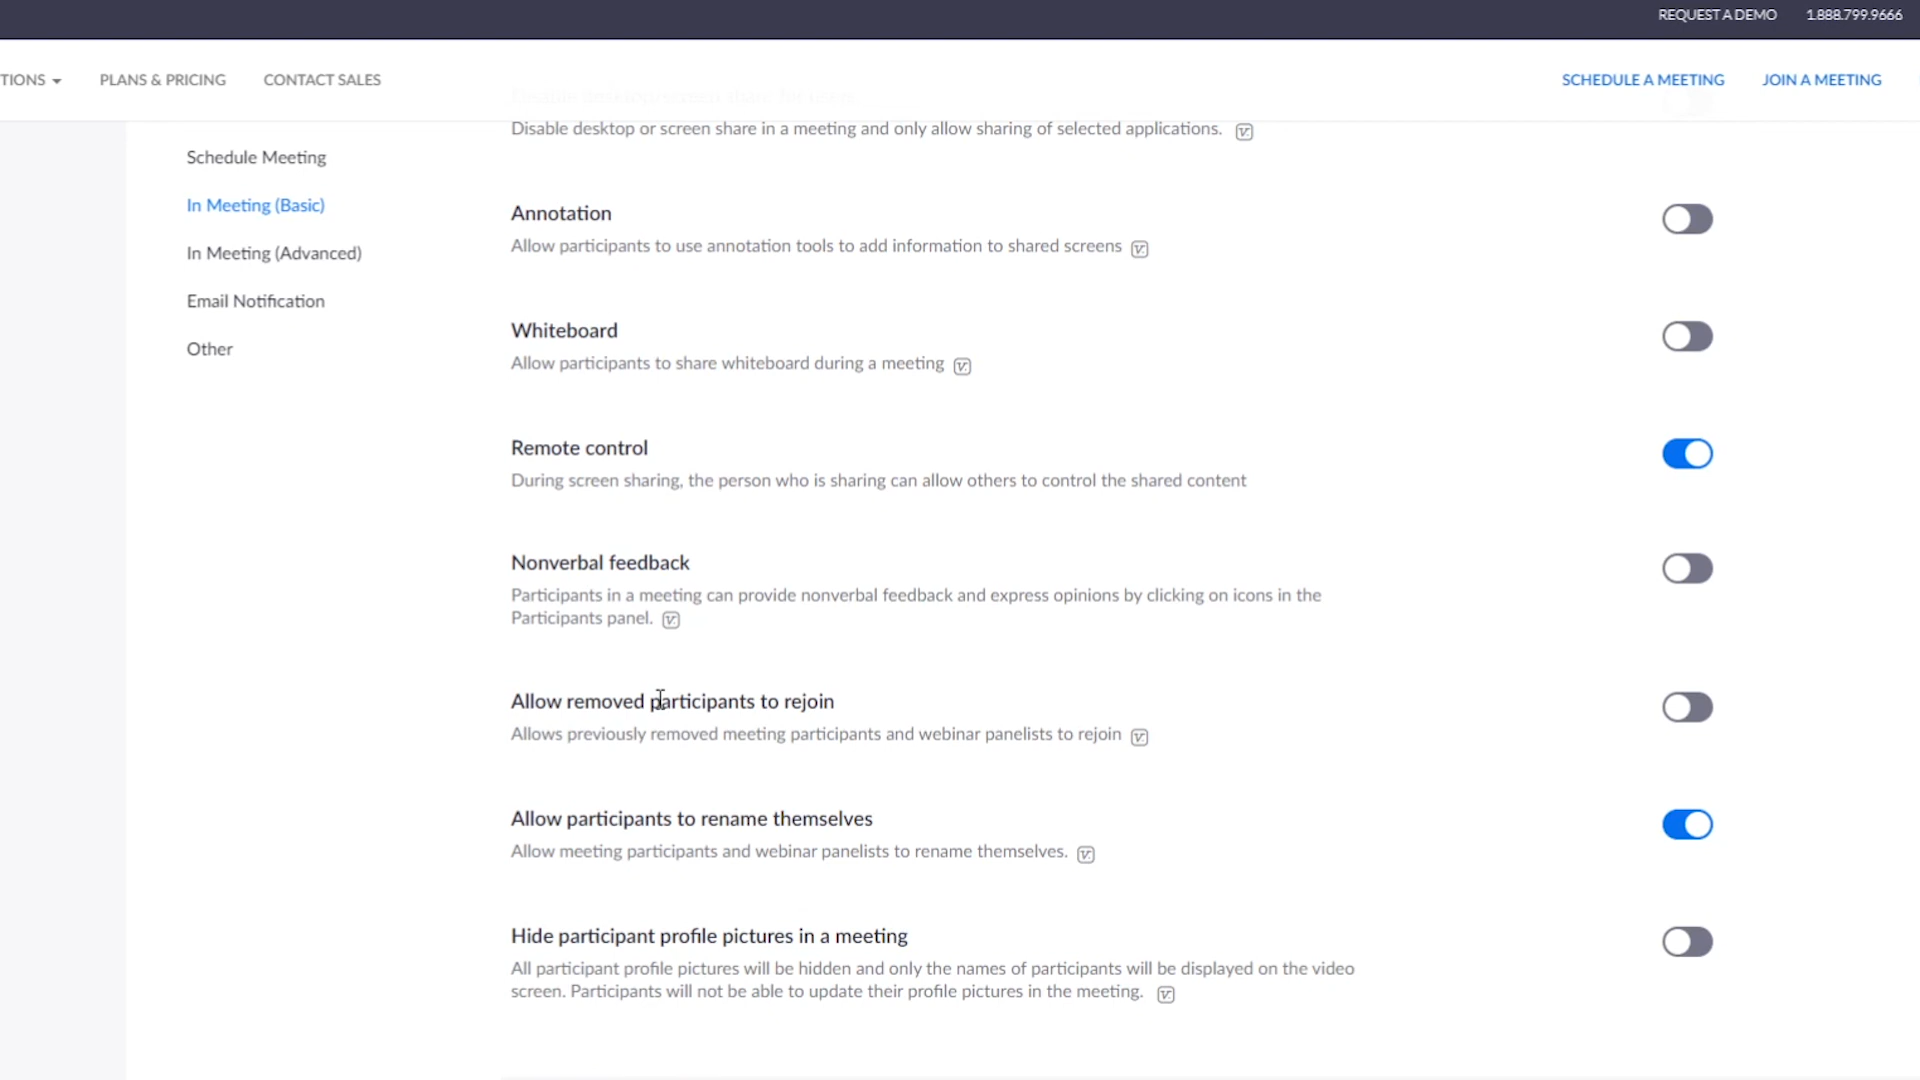 REQUEST A DEMO 1.888.799.9666
TIONS PLANS & PRICING CONTACT SALES SCHEDULE A MEETING JOIN A MEETING
Schedule Meeting
In Meeting (Basic)
In Meeting (Advanced)
Email Notification
Other
Disable desktop or screen share in a meeting and only allow sharing of selected applications.
Annotation
Allow participants to use annotation tools to add information to shared screens
Whiteboard
Allow participants to share whiteboard during a meeting
Remote control
During screen sharing, the person who is sharing can allow others to control the shared content
Nonverbal feedback
Participants in a meeting can provide nonverbal feedback and express opinions by clicking on icons in the
Participants panel.
Allow removed participants to rejoin
Allows previously removed meeting participants and webinar panelists to rejoin
Allow participants to rename themselves
Allow meeting participants and webinar panelists to rename themselves.
Hide participant profile pictures in a meeting
All participant profile pictures will be hidden and only the names of participants will be displayed on the video
screen. Participants will not be able to update their profile pictures in the meeting.